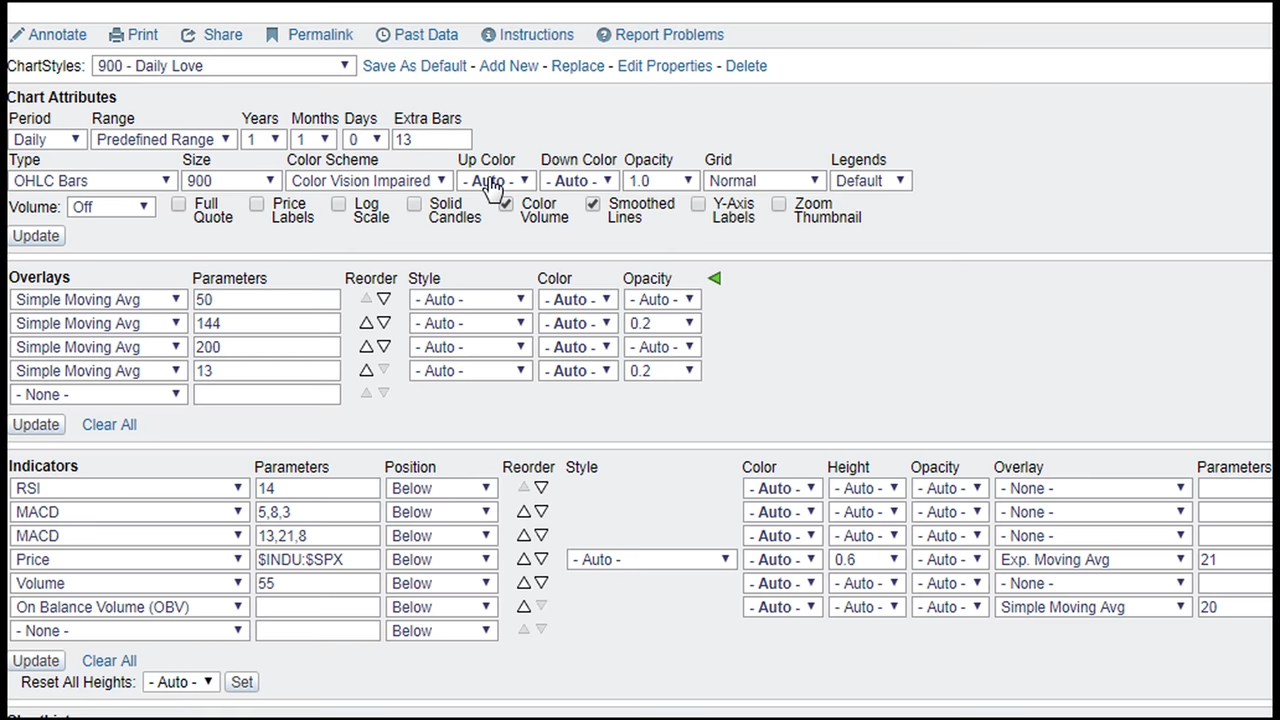 Annotate Print Share Permalink Past Data Instructions Report Problems
ChartStyles: 900 - Daily Love Save As Default - Add New - Replace - Edit Properties - Delete
Chart Attributes
Period Range Years Months Days Extra Bars
Daily Predefined Range 1 1 0 13
Type Size Color Scheme Up Color Down Color Opacity Grid Legends
OHLC Bars 900 Color Vision Impaired - Auto - - Auto - 1.0 Normal Default
Volume: Off Full Quote Price Labels Log Scale Solid Candles Color Volume Smoothed Lines Y-Axis Labels Zoom Thumbnail
Update
Overlays Parameters Reorder Style Color Opacity
Simple Moving Avg 50 - Auto - - Auto - - Auto -
Simple Moving Avg 144 - Auto - - Auto - 0.2
Simple Moving Avg 200 - Auto - - Auto - - Auto -
Simple Moving Avg 13 - Auto - - Auto - 0.2
- None -
Update Clear All
Indicators Parameters Position Reorder Style Color Height Opacity Overlay Parameters
RSI 14 Below - Auto - - Auto - - Auto - - None -
MACD 5,8,3 Below - Auto - - Auto - - Auto - - None -
MACD 13,21,8 Below - Auto - - Auto - - Auto - - None -
Price $INDU:$SPX Below - Auto - - Auto - 0.6 - Auto - Exp. Moving Avg 21
Volume 55 Below - Auto - - Auto - - Auto - - None -
On Balance Volume (OBV) Below - Auto - - Auto - - Auto - Simple Moving Avg 20
- None - Below
Update Clear All
Reset All Heights: - Auto - Set